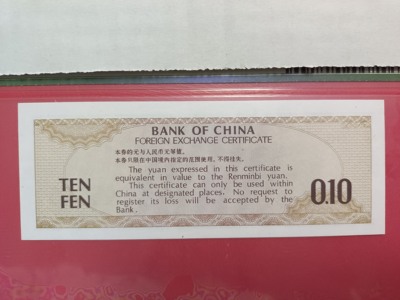 BANK OF CHINA
FOREIGN EXCHANGE CERTIFICATE
本券的元与人民币元等值。
本券只限在中国境内指定的范围使用，不得挂失。
The yuan expressed in this certificate is
equivalent in value to the Renminbi yuan.
This certificate can only be used within
China at designated places. No request to
register its loss will be accepted by the
Bank.
TEN
FEN
0.10